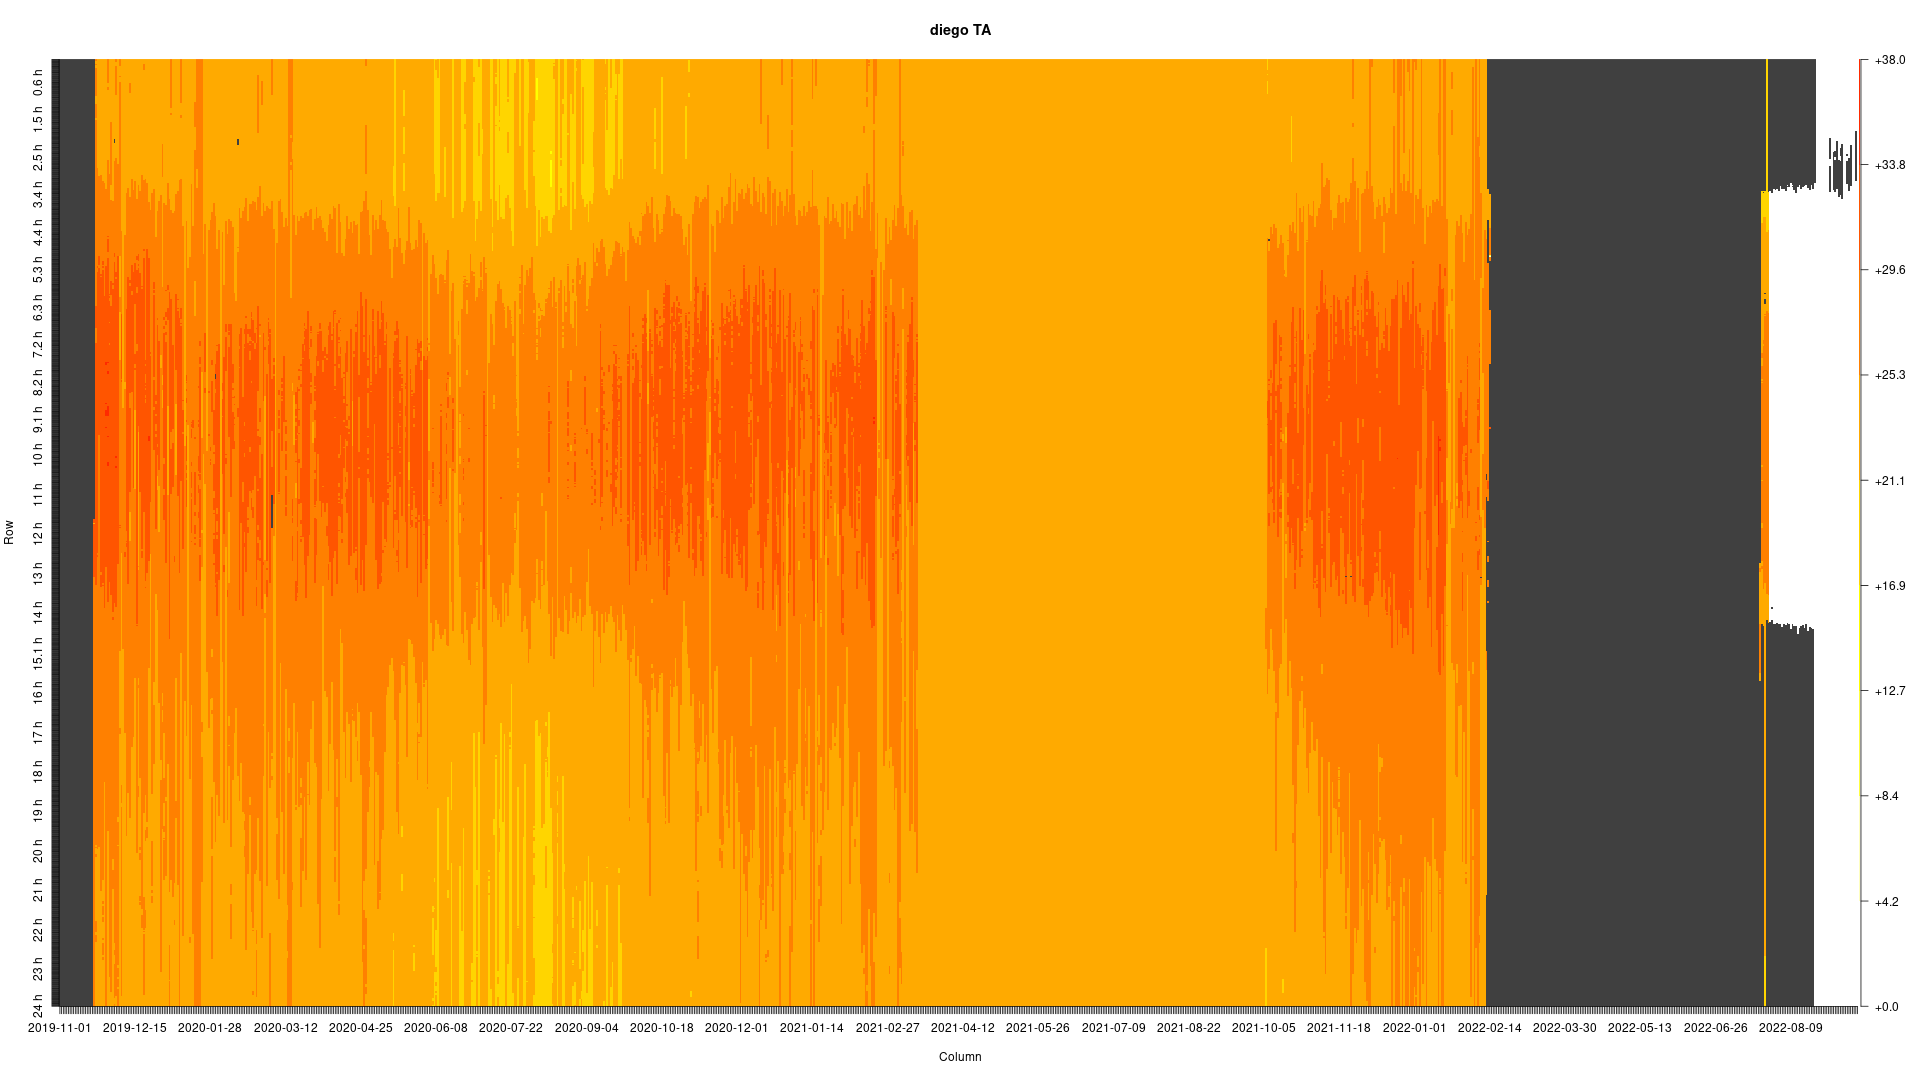 diego TA
Row
0.6 h
1.5 h
2.5 h
3.4 h
4.4 h
5.3 h
6.3 h
7.2 h
8.2 h
9.1 h
10 h
11 h
12 h
13 h
14 h
15.1 h
16 h
17 h
18 h
19 h
20 h
21 h
22 h
23 h
24 h
+38.0
+33.8
+29.6
+25.3
+21.1
+16.9
+12.7
+8.4
+4.2
+0.0
2019-11-01 2019-12-15 2020-01-28 2020-03-12 2020-04-25 2020-06-08 2020-07-22 2020-09-04 2020-10-18 2020-12-01 2021-01-14 2021-02-27 2021-04-12 2021-05-26 2021-07-09 2021-08-22 2021-10-05 2021-11-18 2022-01-01 2022-02-14 2022-03-30 2022-05-13 2022-06-26 2022-08-09
Column